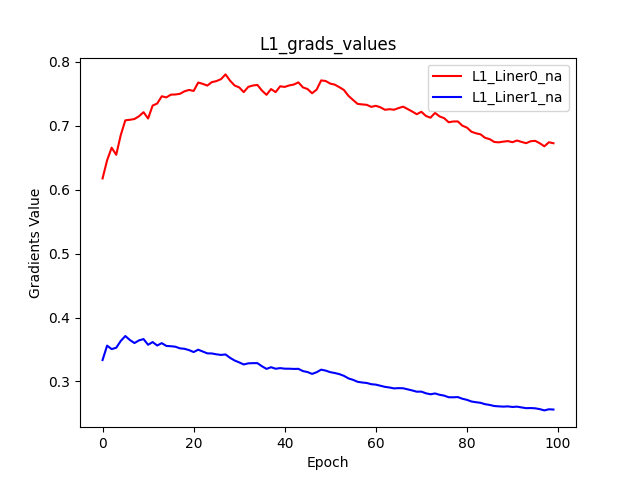 L1_grads_values
L1_Liner0_na
L1_Liner1_na
0.8
0.7
0.6
0.5
0.4
0.3
Gradients Value
0 20 40 60 80 100
Epoch